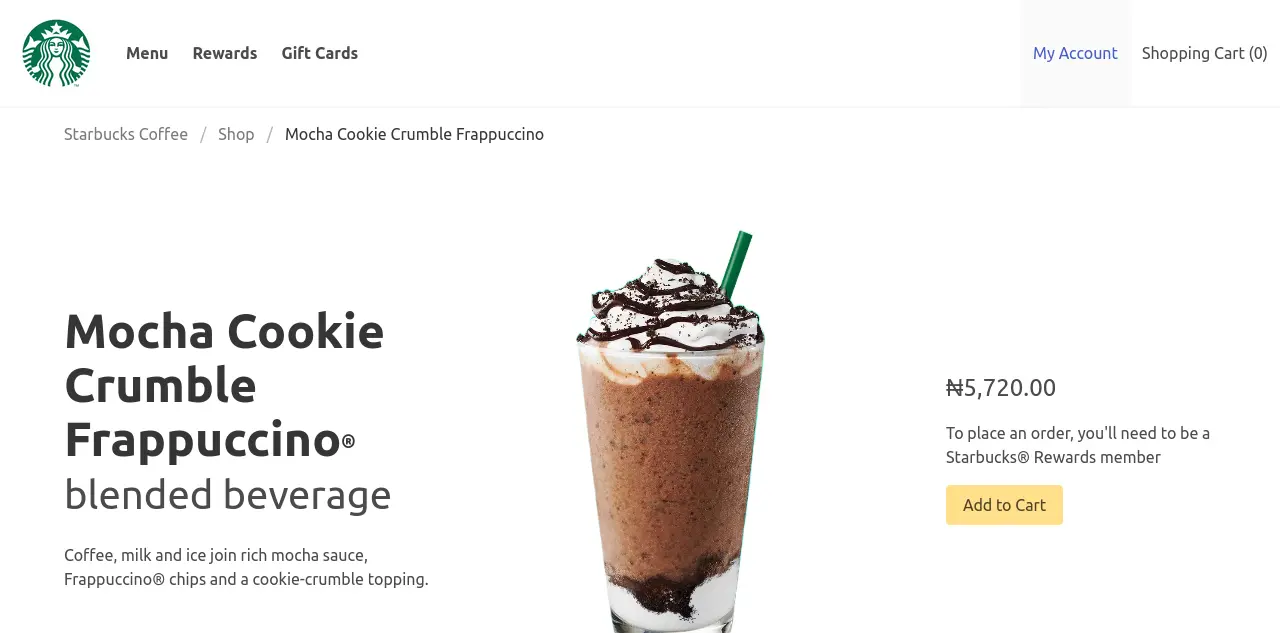 Menu Rewards Gift Cards My Account Shopping Cart (0)
TM
Starbucks Coffee / Shop / Mocha Cookie Crumble Frappuccino
Mocha Cookie
Crumble
Frappuccino®
blended beverage
Coffee, milk and ice join rich mocha sauce,
Frappuccino® chips and a cookie-crumble topping.
₦5,720.00
To place an order, you'll need to be a
Starbucks® Rewards member
Add to Cart